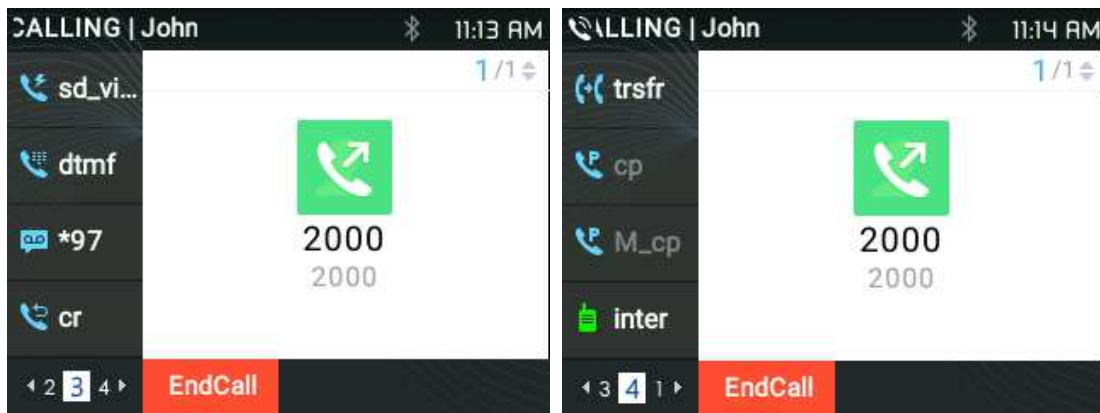 CALLING | John 11:13 AM
1/1
sd_vi...
dtmf
*97
cr
2000
2000
2 3 4 EndCall
ALLING | John 11:14 AM
1/1
trsfr
cp
M_cp
inter
2000
2000
3 4 1 EndCall